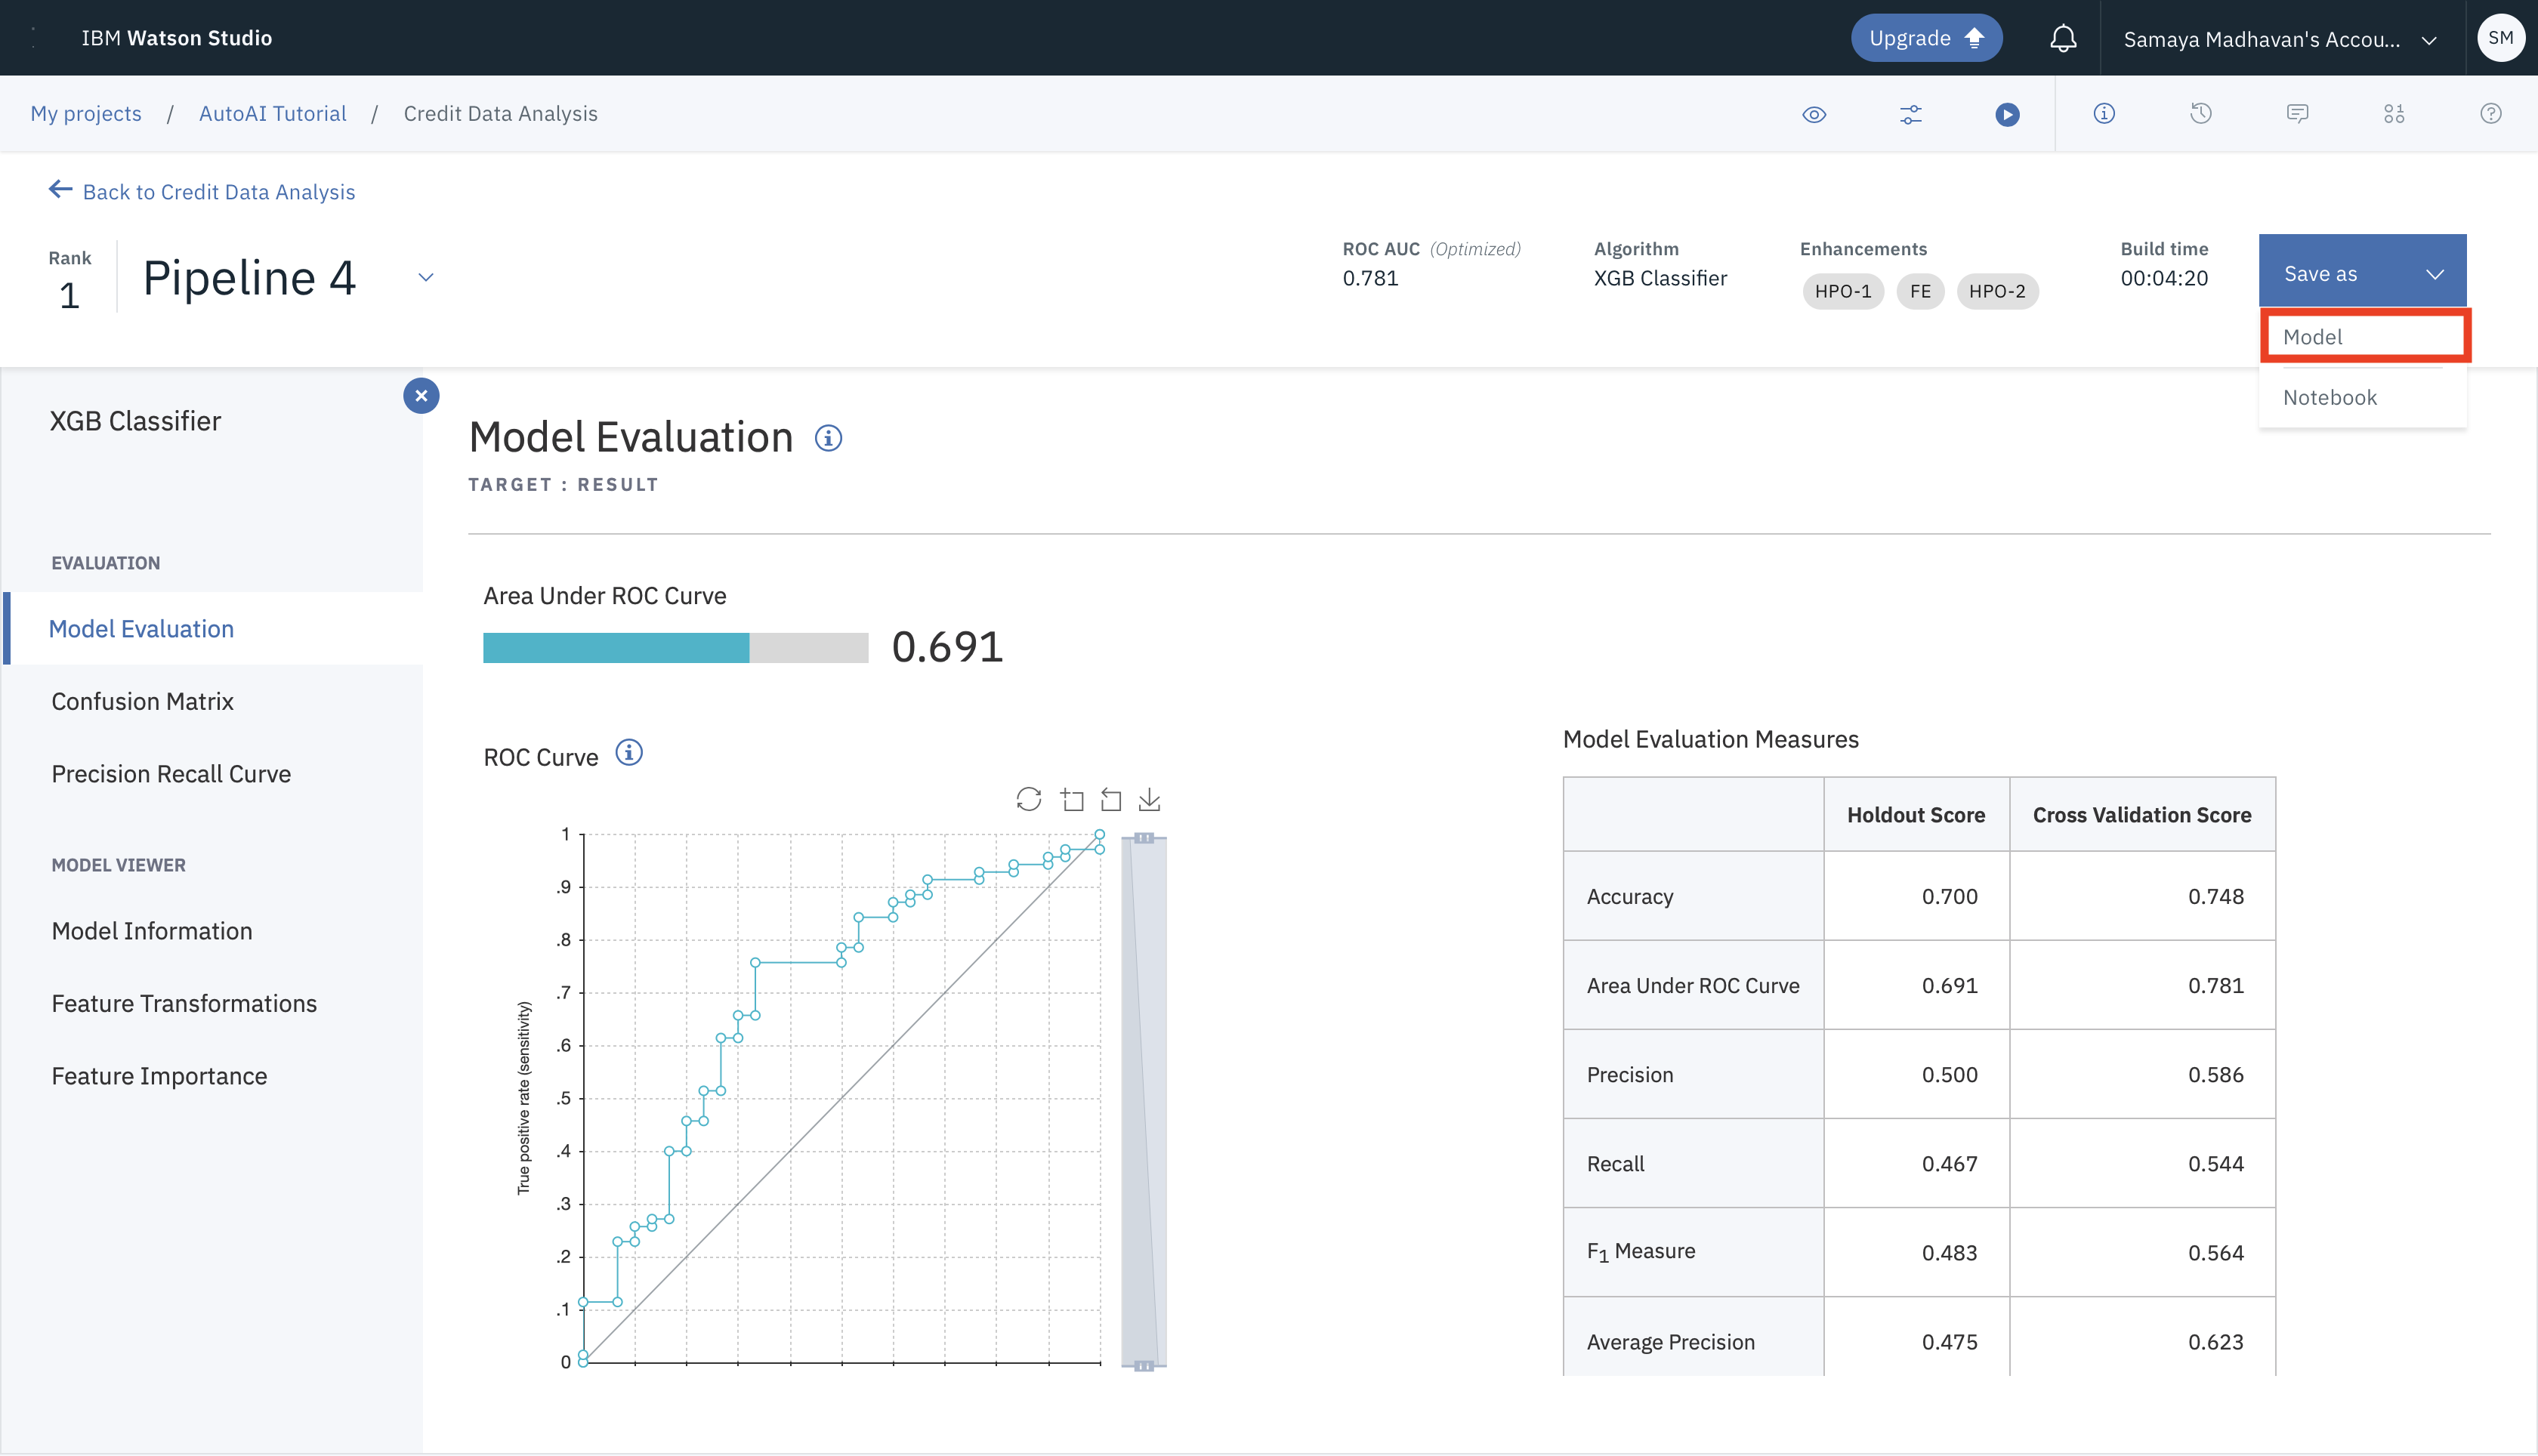 IBM Watson Studio
Upgrade
Samaya Madhavan's Accou...
SM
My projects / AutoAI Tutorial / Credit Data Analysis
Back to Credit Data Analysis
Rank
1
Pipeline 4
ROC AUC (Optimized)
0.781
Algorithm
XGB Classifier
Enhancements
HPO-1 FE HPO-2
Build time
00:04:20
Save as
Model
Notebook
XGB Classifier
EVALUATION
Model Evaluation
Confusion Matrix
Precision Recall Curve
MODEL VIEWER
Model Information
Feature Transformations
Feature Importance
Model Evaluation
TARGET : RESULT
Area Under ROC Curve
0.691
ROC Curve
True positive rate (sensitivity)
1
.9
.8
.7
.6
.5
.4
.3
.2
.1
0
Model Evaluation Measures
Holdout Score Cross Validation Score
Accuracy 0.700 0.748
Area Under ROC Curve 0.691 0.781
Precision 0.500 0.586
Recall 0.467 0.544
F1 Measure 0.483 0.564
Average Precision 0.475 0.623